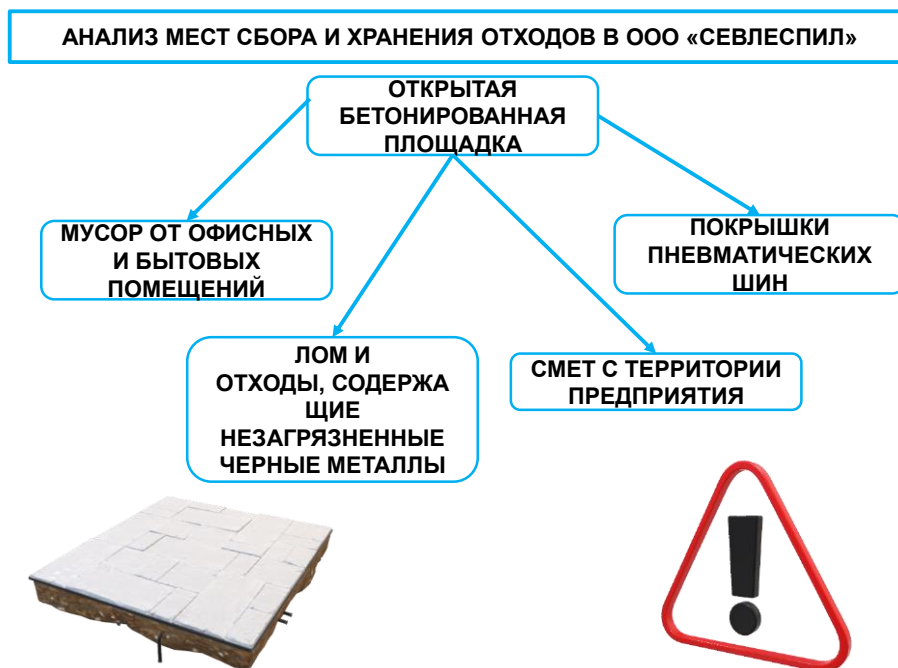 АНАЛИЗ МЕСТ СБОРА И ХРАНЕНИЯ ОТХОДОВ В ООО «СЕВЛЕСПИЛ»
ОТКРЫТАЯ
БЕТОНИРОВАННАЯ
ПЛОЩАДКА
МУСОР ОТ ОФИСНЫХ
И БЫТОВЫХ
ПОМЕЩЕНИЙ
ПОКРЫШКИ
ПНЕВМАТИЧЕСКИХ
ШИН
ЛОМ И
ОТХОДЫ, СОДЕРЖА
ЩИЕ
НЕЗАГРЯЗНЕННЫЕ
ЧЕРНЫЕ МЕТАЛЛЫ
СМЕТ С ТЕРРИТОРИИ
ПРЕДПРИЯТИЯ